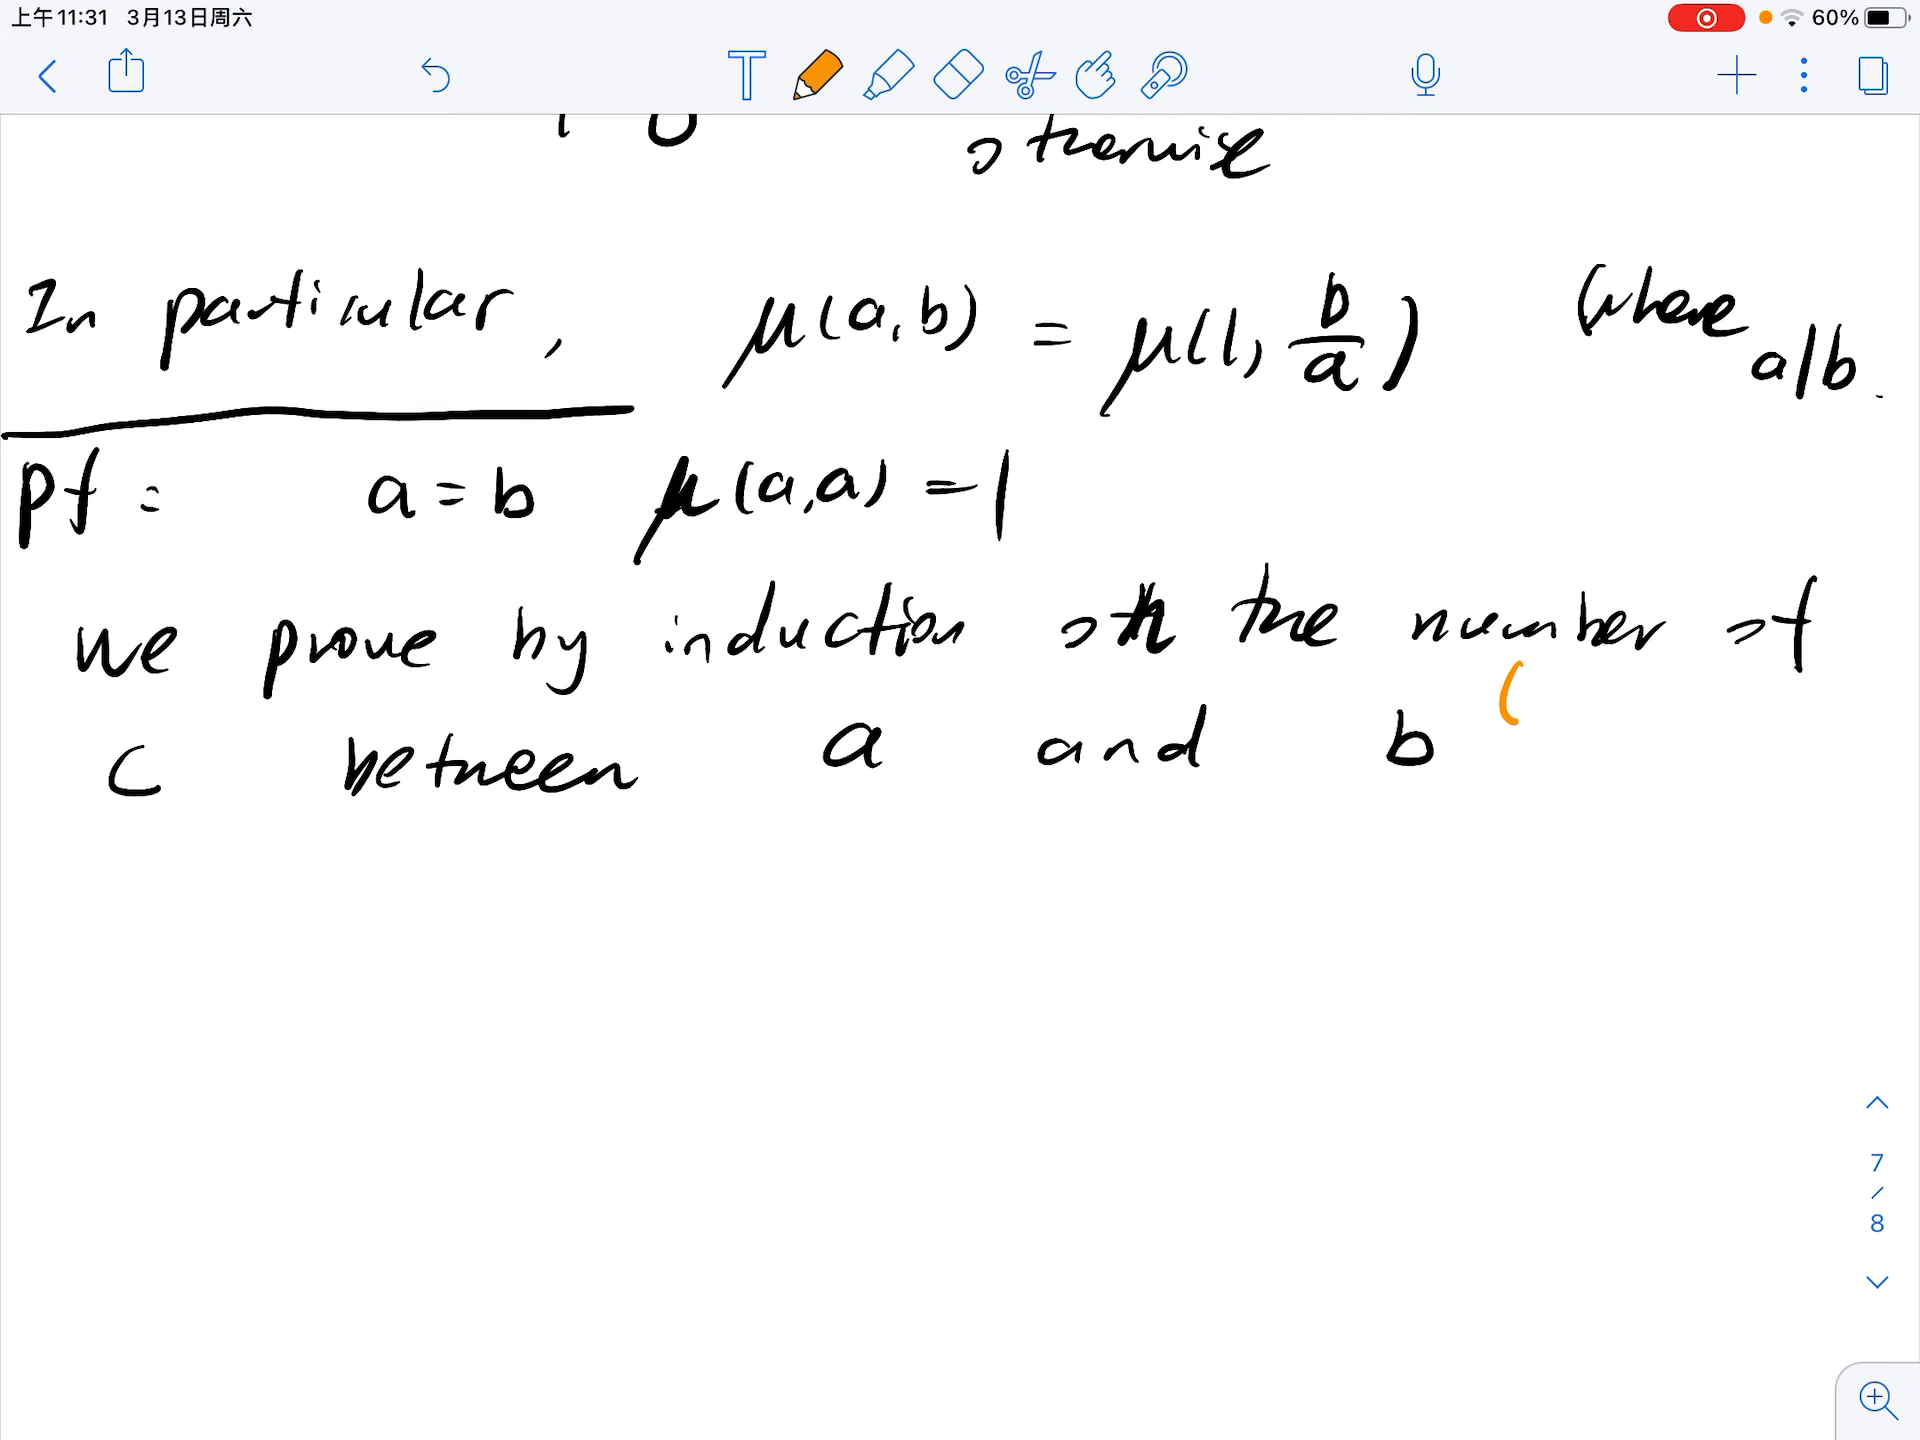 上午11:31 3月13日周六
60%
T
otherwise
In particular, μ(a,b) = μ(1, b/a) where a|b.
pf: a=b μ(a,a) =1
we prove by induction on the number of
c between a and b (
7
/
8